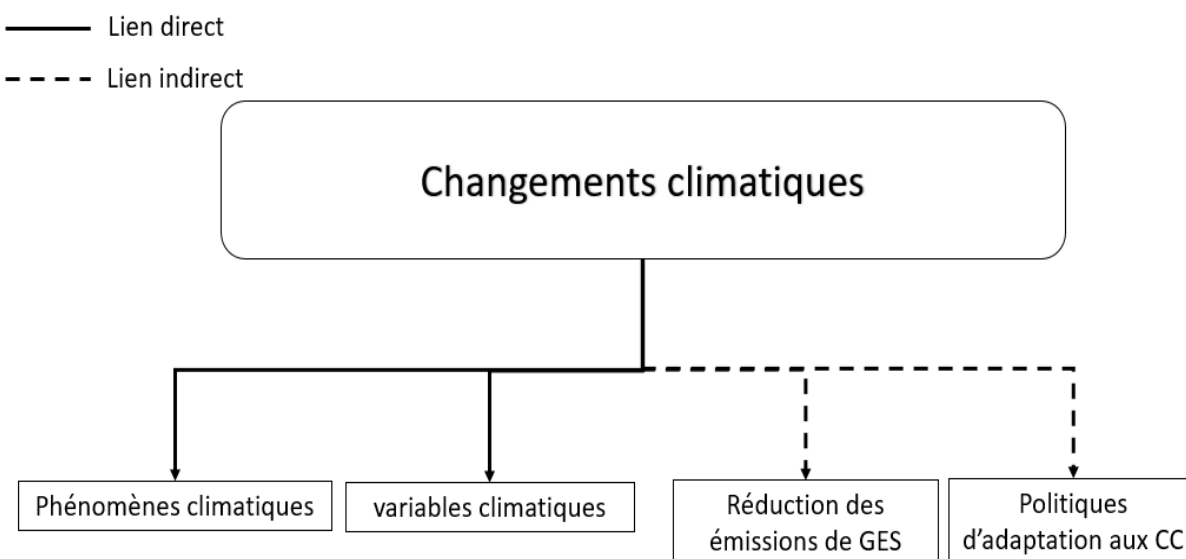 Lien direct
Lien indirect
Changements climatiques
Phénomènes climatiques
variables climatiques
Réduction des
émissions de GES
Politiques
d'adaptation aux CC